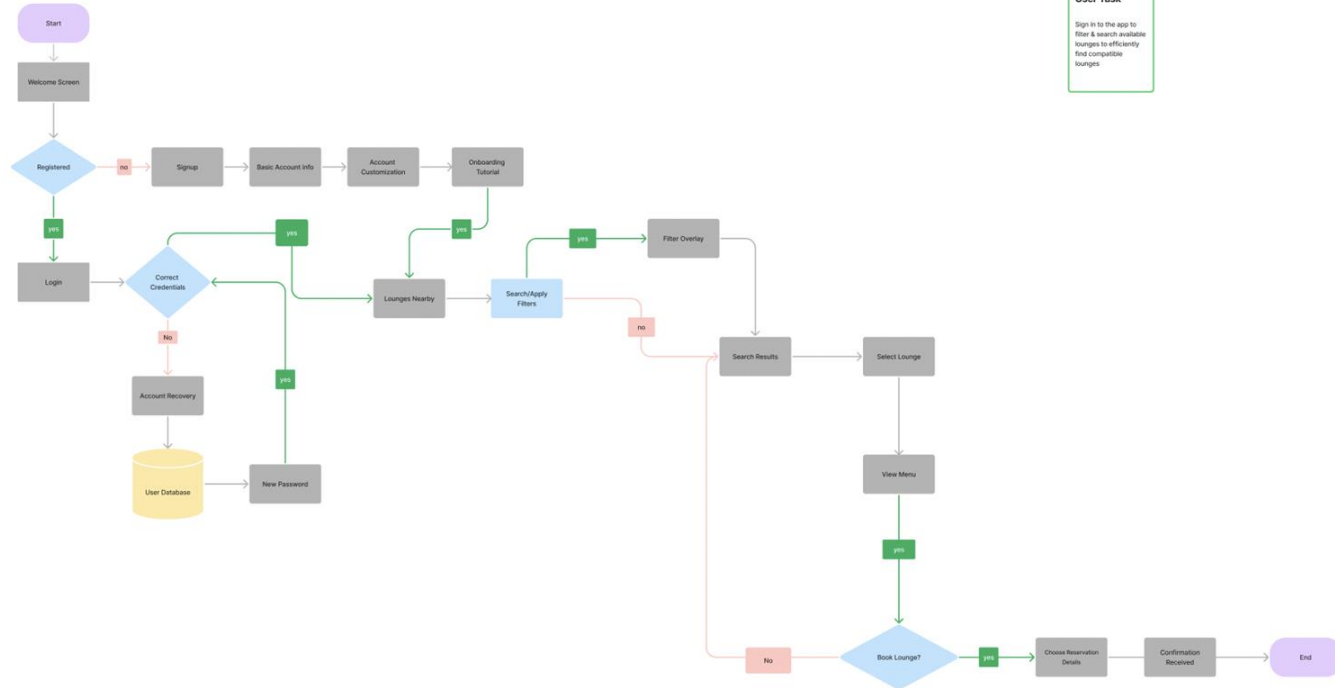 User Task
Sign in to the app to
filter & search available
lounges to efficiently
find compatible
lounges
Start
Welcome Screen
Registered
no
Signup
Basic Account info
Account
Customization
Onboarding
Tutorial
yes
yes
yes
yes
Filter Overlay
Login
Correct
Credentials
Lounges Nearby
Search/Apply
Filters
No
no
Search Results
Select Lounge
yes
Account Recovery
User Database
New Password
View Menu
yes
No
Book Lounge?
yes
Choose Reservation
Details
Confirmation
Received
End